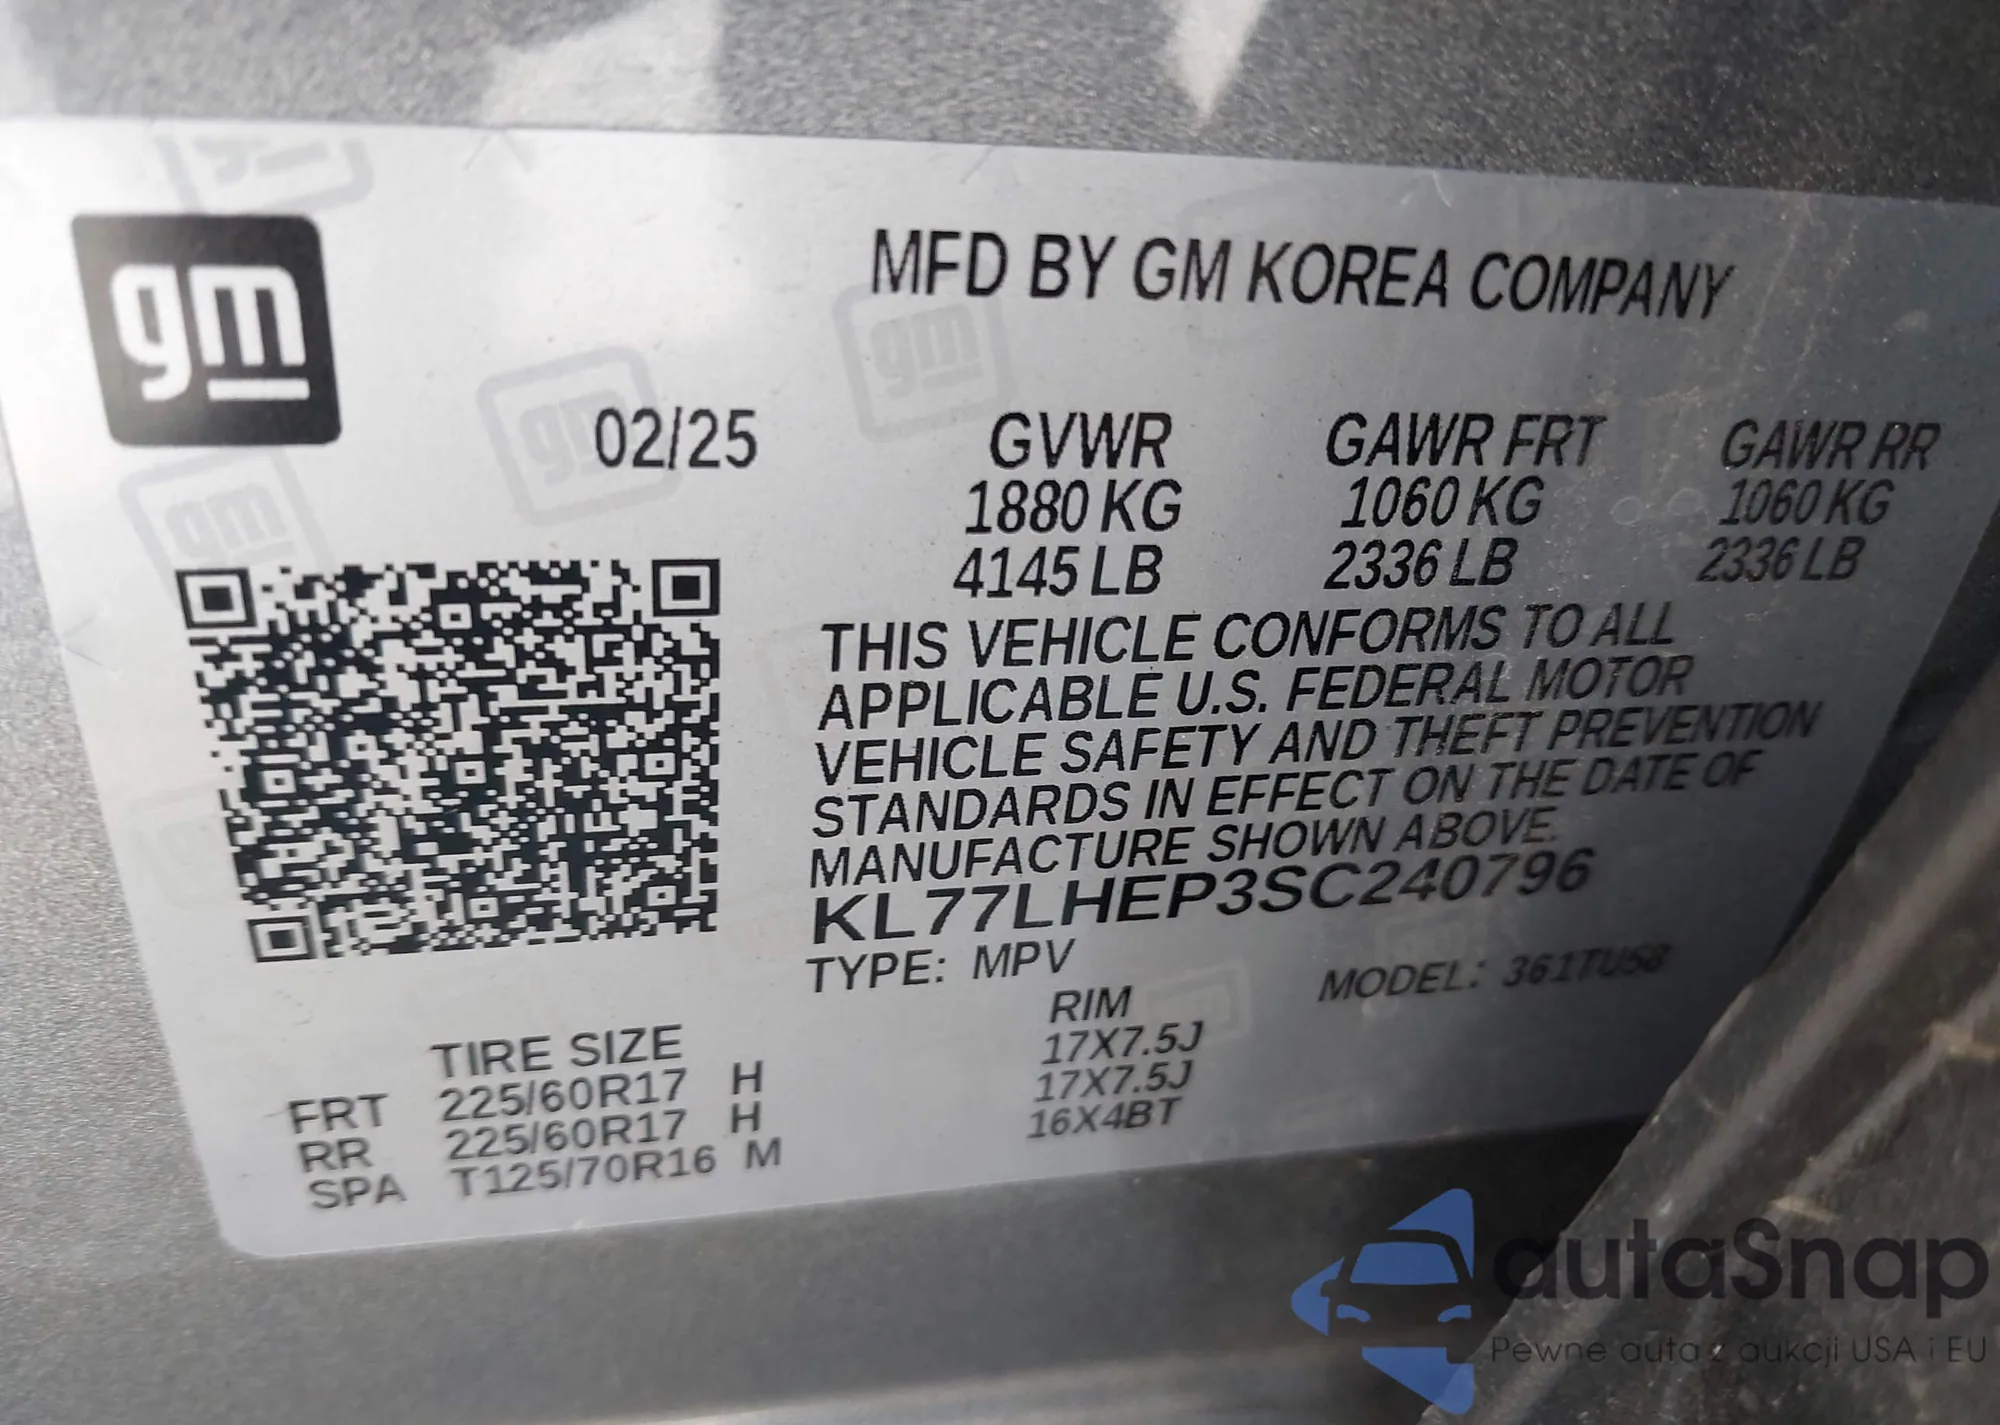 gm
MFD BY GM KOREA COMPANY
02/25
GVWR GAWR FRT GAWR RR
1880 KG 1060 KG 1060 KG
4145 LB 2336 LB 2336 LB
THIS VEHICLE CONFORMS TO ALL
APPLICABLE U.S. FEDERAL MOTOR
VEHICLE SAFETY AND THEFT PREVENTION
STANDARDS IN EFFECT ON THE DATE OF
MANUFACTURE SHOWN ABOVE.
KL77LHEP3SC240796
TYPE: MPV MODEL: 361TU58
TIRE SIZE RIM
FRT 225/60R17 H 17X7.5J
RR 225/60R17 H 17X7.5J
SPA T125/70R16 M 16X4BT
autaSnap
Pewne auta z aukcji USA i EU